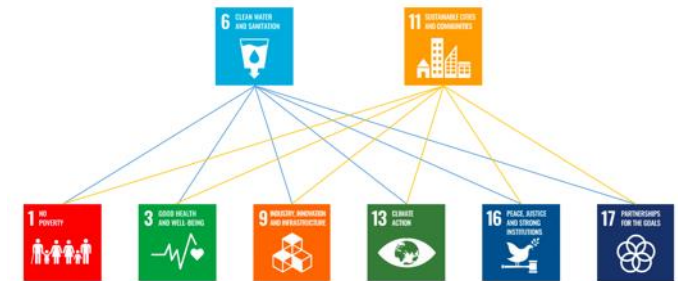 6 CLEAN WATER
AND SANITATION
11 SUSTAINABLE CITIES
AND COMMUNITIES
1 NO
POVERTY
3 GOOD HEALTH
AND WELL-BEING
9 INDUSTRY, INNOVATION
AND INFRASTRUCTURE
13 CLIMATE
ACTION
16 PEACE, JUSTICE
AND STRONG
INSTITUTIONS
17 PARTNERSHIPS
FOR THE GOALS